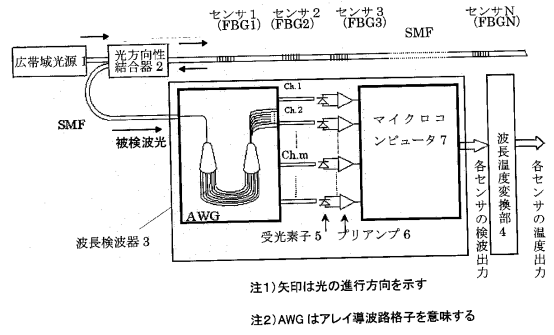 センサ1 センサ2 センサ3 センサN
(FBG1) (FBG2) (FBG3) (FBGN)
SMF
広帯域光源 1
光方向性
結合器 2
SMF
被検波光
Ch.1
Ch.2
Ch.m
AWG
マイクロコ
ンピュータ 7
波長検波器 3
受光素子 5 プリアンプ 6
各センサの検波出力
波長温度変換部 4
各センサの温度出力
注1)矢印は光の進行方向を示す
注2)AWG はアレイ導波路格子を意味する